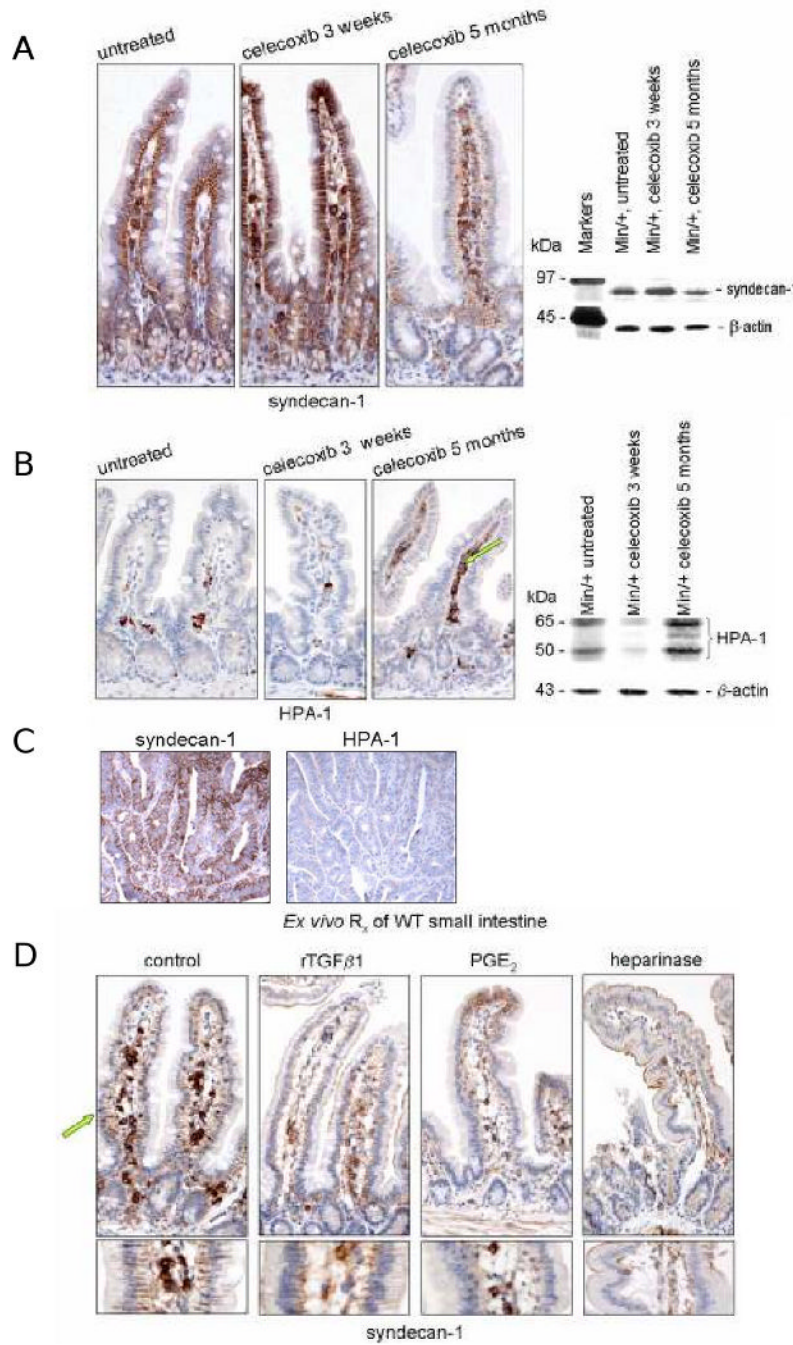 A
untreated
celecoxib 3 weeks
celecoxib 5 months
kDa
Markers
Min/+, untreated
Min/+, celecoxib 3 weeks
Min/+, celecoxib 5 months
97 -
- syndecan-1
45 -
- β-actin
syndecan-1
B
untreated
celecoxib 3 weeks
celecoxib 5 months
kDa
Min/+ untreated
Min/+ celecoxib 3 weeks
Min/+ celecoxib 5 months
65 -
HPA-1
50 -
43 -
- β-actin
HPA-1
C
syndecan-1
HPA-1
Ex vivo Rx of WT small intestine
D
control
rTGFβ1
PGE2
heparinase
syndecan-1